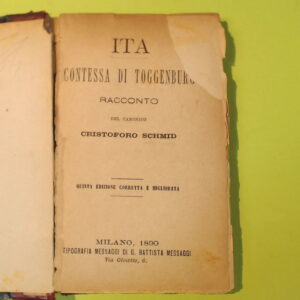 ITA
CONTESSA DI TOGGENBURG
RACCONTO
DEL CANONICO
CRISTOFORO SCHMID
QUINTA EDIZIONE CORRETTA E MIGLIORATA
MILANO, 1890
TIPOGRAFIA MESSAGGI DI G. BATTISTA MESSAGGI
Via Olmetto, 6.